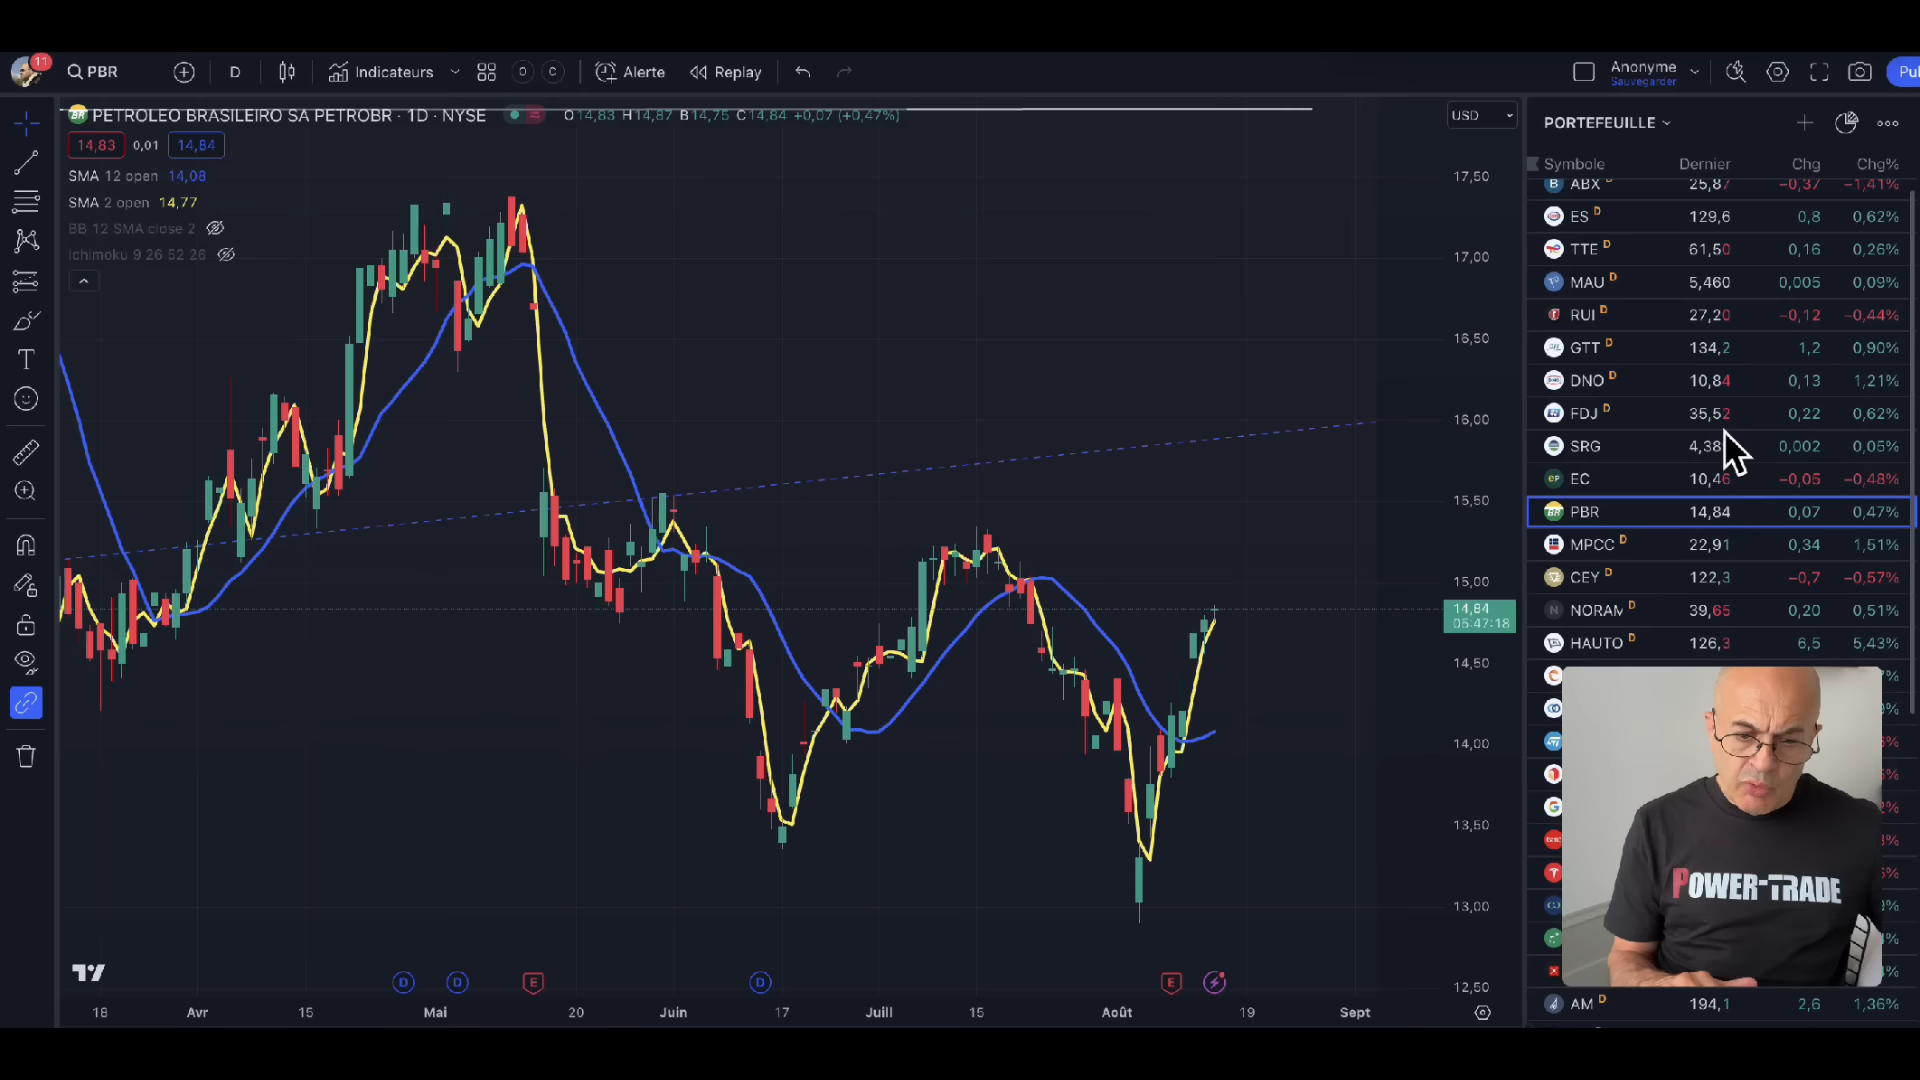 11
PBR
D
Indicateurs
O
C
Alerte
Replay
Anonyme
Sauvegarder
Pu
BR PETROLEO BRASILEIRO SA PETROBR · 1D · NYSE
O14,83 H14,87 B14,75 C14,84 +0,07 (+0,47%)
14,83 0,01 14,84
SMA 12 open 14,08
SMA 2 open 14,77
BB 12 SMA close 2
Ichimoku 9 26 52 26
USD
17,50
17,00
16,50
16,00
15,50
15,00
14,84
05:47:18
14,50
14,00
13,50
13,00
12,50
D
D
E
D
E
18
Avr
15
Mai
20
Juin
17
Juill
15
Août
19
Sept
PORTEFEUILLE
Symbole Dernier Chg Chg%
ABX D 25,87 −0,37 −1,41%
ES D 129,6 0,8 0,62%
TTE D 61,50 0,16 0,26%
MAU D 5,460 0,005 0,09%
RUI D 27,20 −0,12 −0,44%
GTT D 134,2 1,2 0,90%
DNO D 10,84 0,13 1,21%
FDJ D 35,52 0,22 0,62%
SRG 4,38 0,002 0,05%
EC 10,46 −0,05 −0,48%
PBR 14,84 0,07 0,47%
MPCC D 22,91 0,34 1,51%
CEY D 122,3 −0,7 −0,57%
NORAM D 39,65 0,20 0,51%
HAUTO D 126,3 6,5 5,43%
POWER-TRADE
AM D 194,1 2,6 1,36%